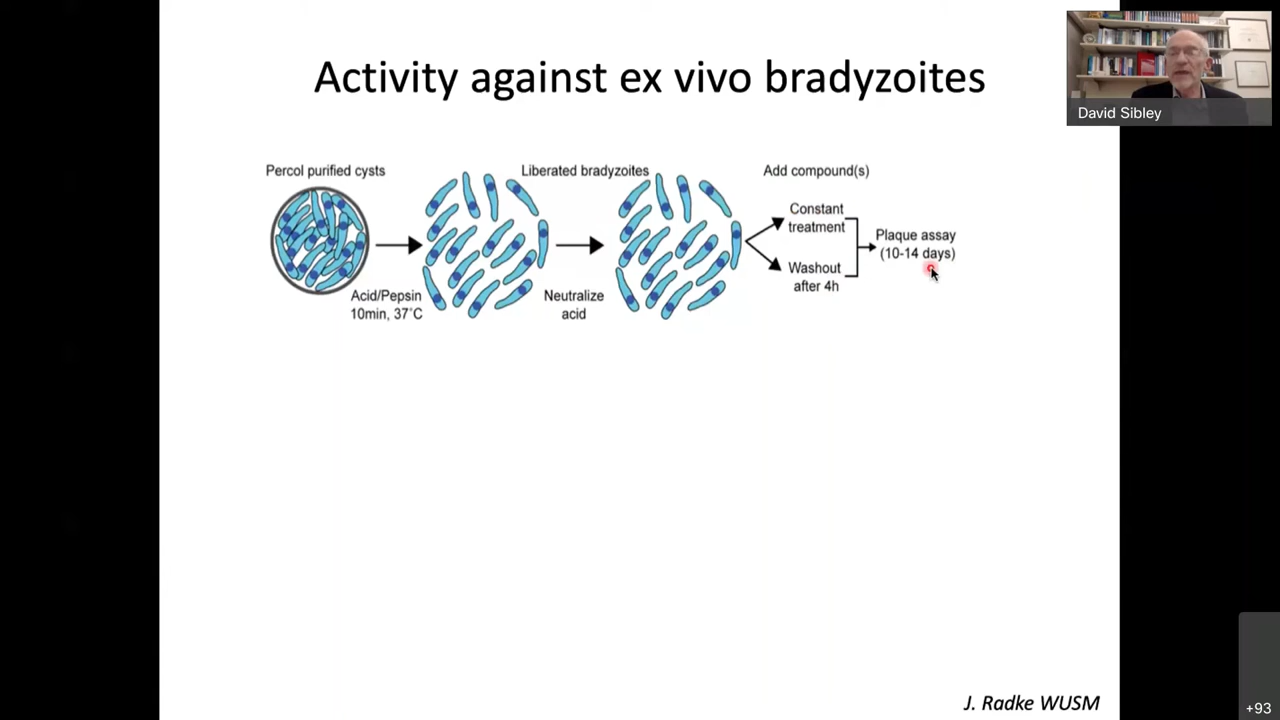 Activity against ex vivo bradyzoites
David Sibley
Percol purified cysts
Liberated bradyzoites
Add compound(s)
Constant
treatment
Plaque assay
(10-14 days)
Washout
after 4h
Acid/Pepsin
10min, 37°C
Neutralize
acid
J. Radke WUSM
+93